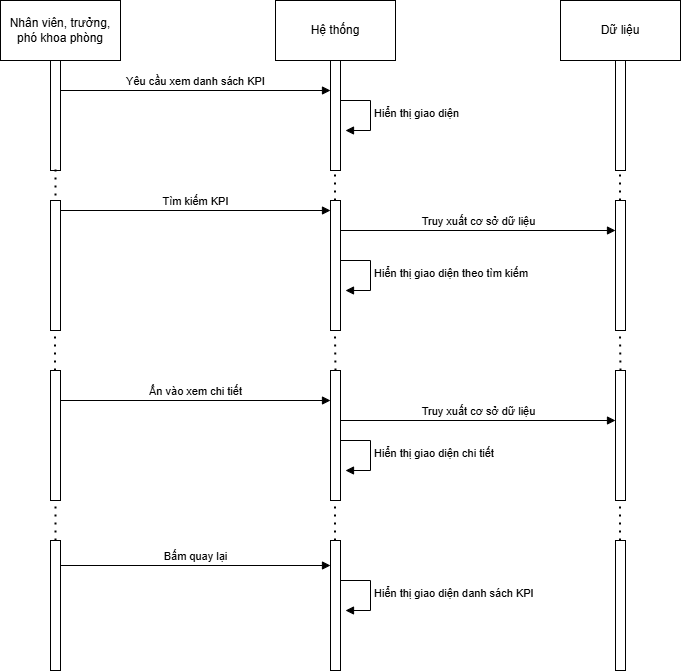 Nhân viên, trưởng,
phó khoa phòng
Hệ thống
Dữ liệu
Yêu cầu xem danh sách KPI
Hiển thị giao diện
Tìm kiếm KPI
Truy xuất cơ sở dữ liệu
Hiển thị giao diện theo tìm kiếm
Ấn vào xem chi tiết
Truy xuất cơ sở dữ liệu
Hiển thị giao diện chi tiết
Bấm quay lại
Hiển thị giao diện danh sách KPI